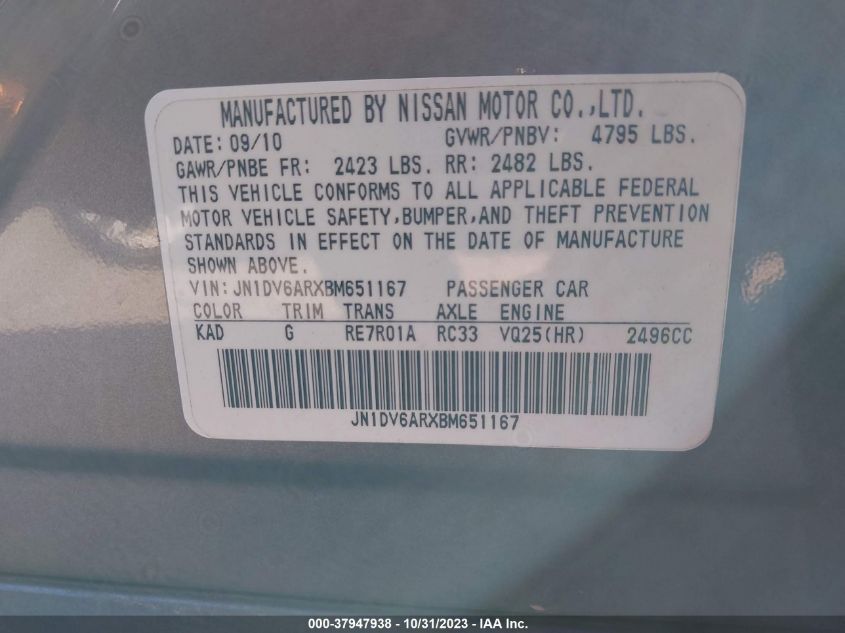 MANUFACTURED BY NISSAN MOTOR CO.,LTD.
DATE: 09/10 GVWR/PNBV: 4795 LBS.
GAWR/PNBE FR: 2423 LBS. RR: 2482 LBS.
THIS VEHICLE CONFORMS TO ALL APPLICABLE FEDERAL
MOTOR VEHICLE SAFETY,BUMPER,AND THEFT PREVENTION
STANDARDS IN EFFECT ON THE DATE OF MANUFACTURE
SHOWN ABOVE.
VIN: JN1DV6ARXBM651167 PASSENGER CAR
COLOR TRIM TRANS AXLE ENGINE
KAD G RE7R01A RC33 VQ25(HR) 2496CC
JN1DV6ARXBM651167
000-37947938 - 10/31/2023 - IAA Inc.